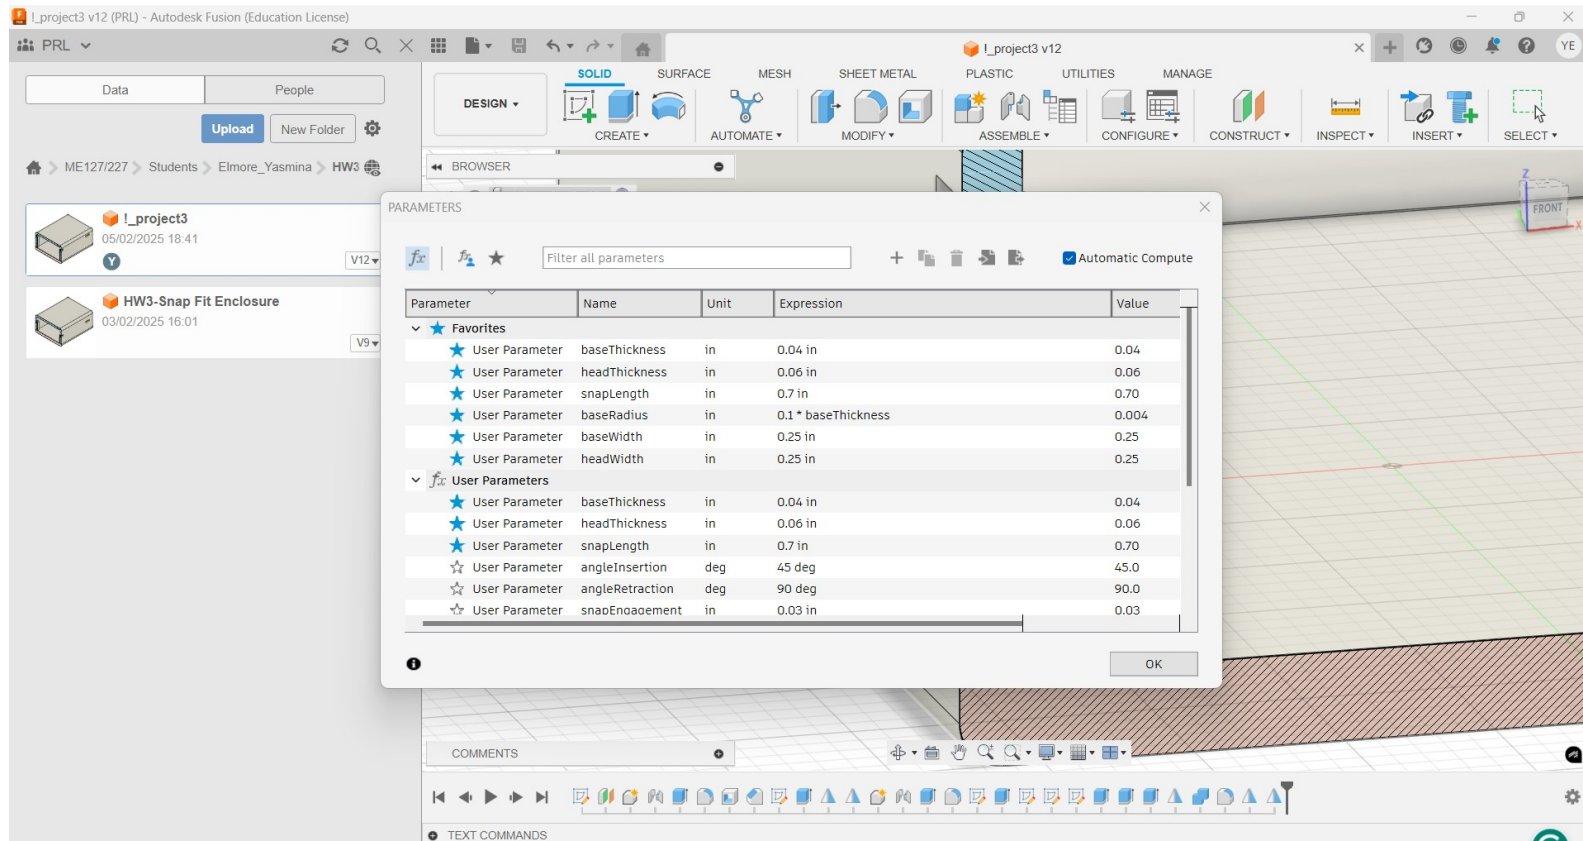 !_project3 v12 (PRL) - Autodesk Fusion (Education License)
PRL
!_project3 v12
YE
Data People
Upload New Folder
ME127/227 Students Elmore_Yasmina HW3
!_project3
05/02/2025 18:41
Y V12
HW3-Snap Fit Enclosure
03/02/2025 16:01
V9
SOLID SURFACE MESH SHEET METAL PLASTIC UTILITIES MANAGE
DESIGN
CREATE AUTOMATE MODIFY ASSEMBLE CONFIGURE CONSTRUCT INSPECT INSERT SELECT
BROWSER
Z
FRONT
X
PARAMETERS
fx Filter all parameters Automatic Compute
Parameter Name Unit Expression Value
Favorites
User Parameter baseThickness in 0.04 in 0.04
User Parameter headThickness in 0.06 in 0.06
User Parameter snapLength in 0.7 in 0.70
User Parameter baseRadius in 0.1 * baseThickness 0.004
User Parameter baseWidth in 0.25 in 0.25
User Parameter headWidth in 0.25 in 0.25
fx User Parameters
User Parameter baseThickness in 0.04 in 0.04
User Parameter headThickness in 0.06 in 0.06
User Parameter snapLength in 0.7 in 0.70
User Parameter angleInsertion deg 45 deg 45.0
User Parameter angleRetraction deg 90 deg 90.0
User Parameter snapEngagement in 0.03 in 0.03
OK
COMMENTS
TEXT COMMANDS